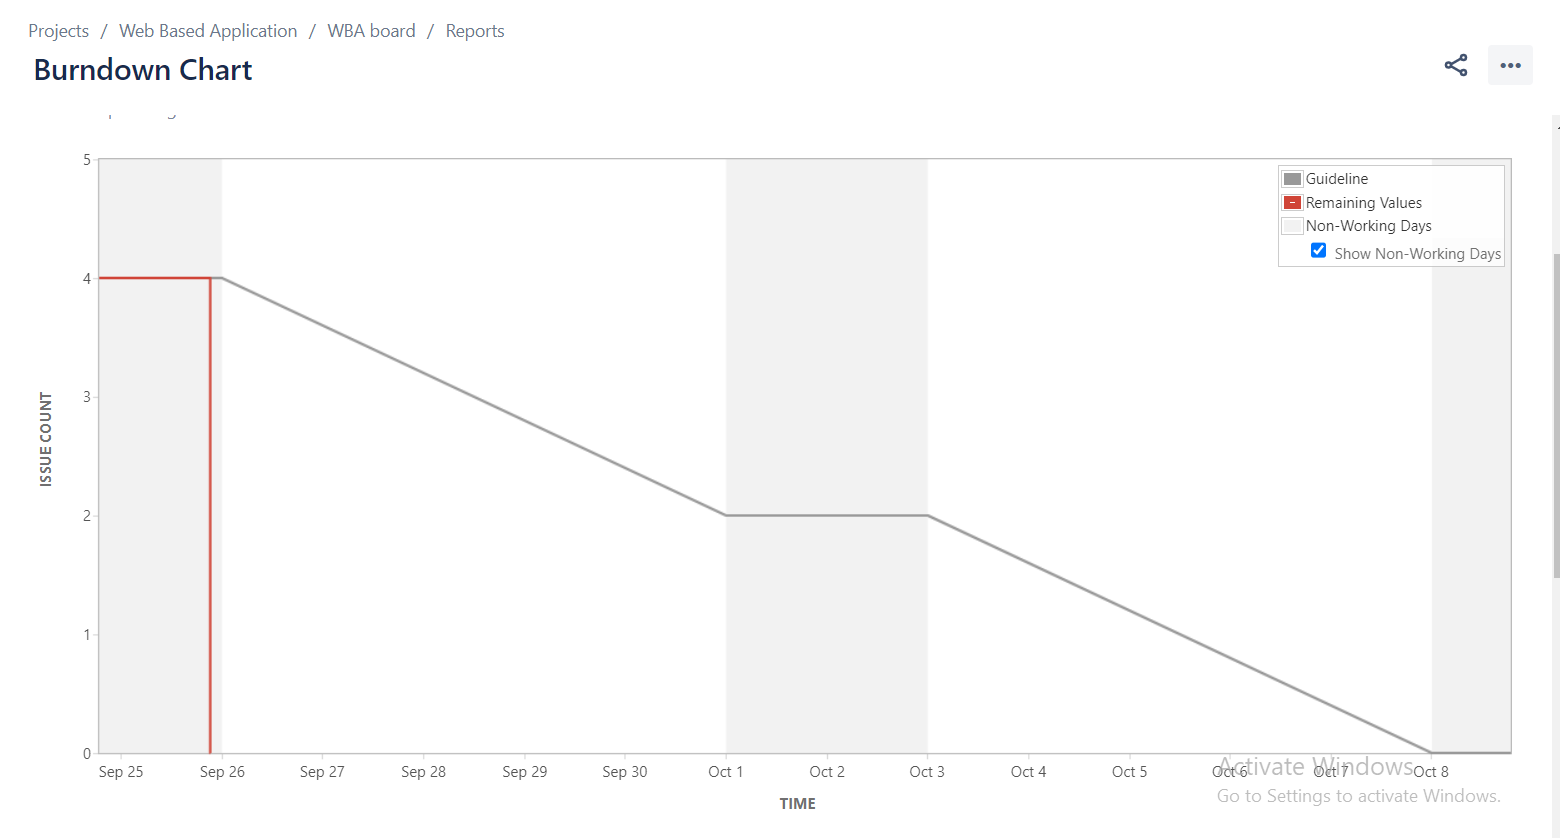 Projects / Web Based Application / WBA board / Reports
Burndown Chart
5
4
3
2
1
0
ISSUE COUNT
Guideline
Remaining Values
Non-Working Days
Show Non-Working Days
Sep 25 Sep 26 Sep 27 Sep 28 Sep 29 Sep 30 Oct 1 Oct 2 Oct 3 Oct 4 Oct 5 Oct 6 Oct 7 Oct 8
TIME
Activate Windows
Go to Settings to activate Windows.